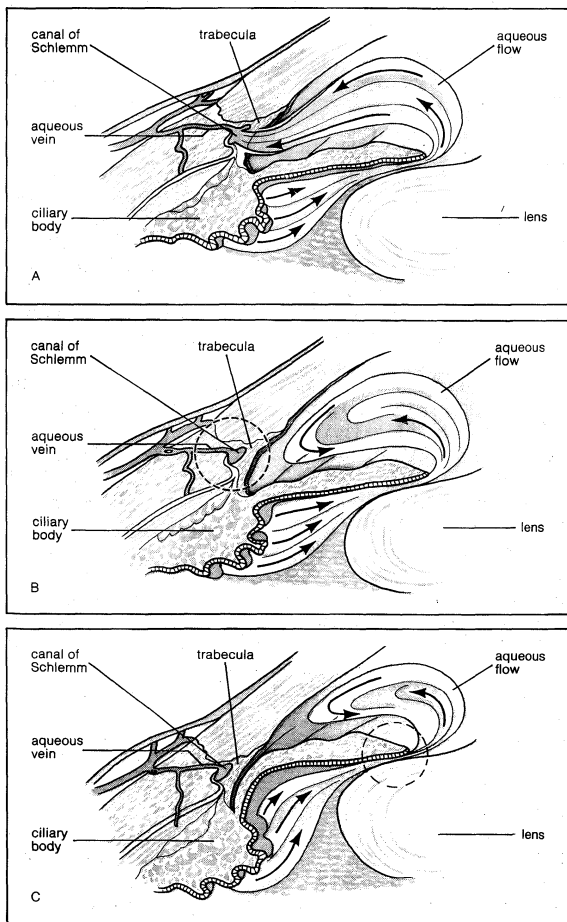 canal of
Schlemm
trabecula
aqueous
flow
aqueous
vein
ciliary
body
lens
A
canal of
Schlemm
trabecula
aqueous
flow
aqueous
vein
ciliary
body
lens
B
canal of
Schlemm
trabecula
aqueous
flow
aqueous
vein
ciliary
body
lens
C